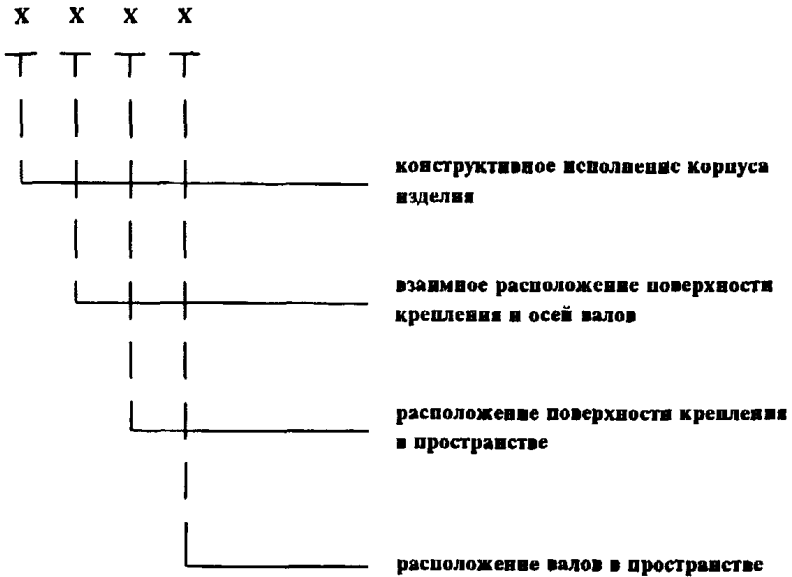 X X X X
конструктивное исполнение корпуса
изделия
взаимное расположение поверхности
крепления и осей валов
расположение поверхности крепления
в пространстве
расположение валов в пространстве